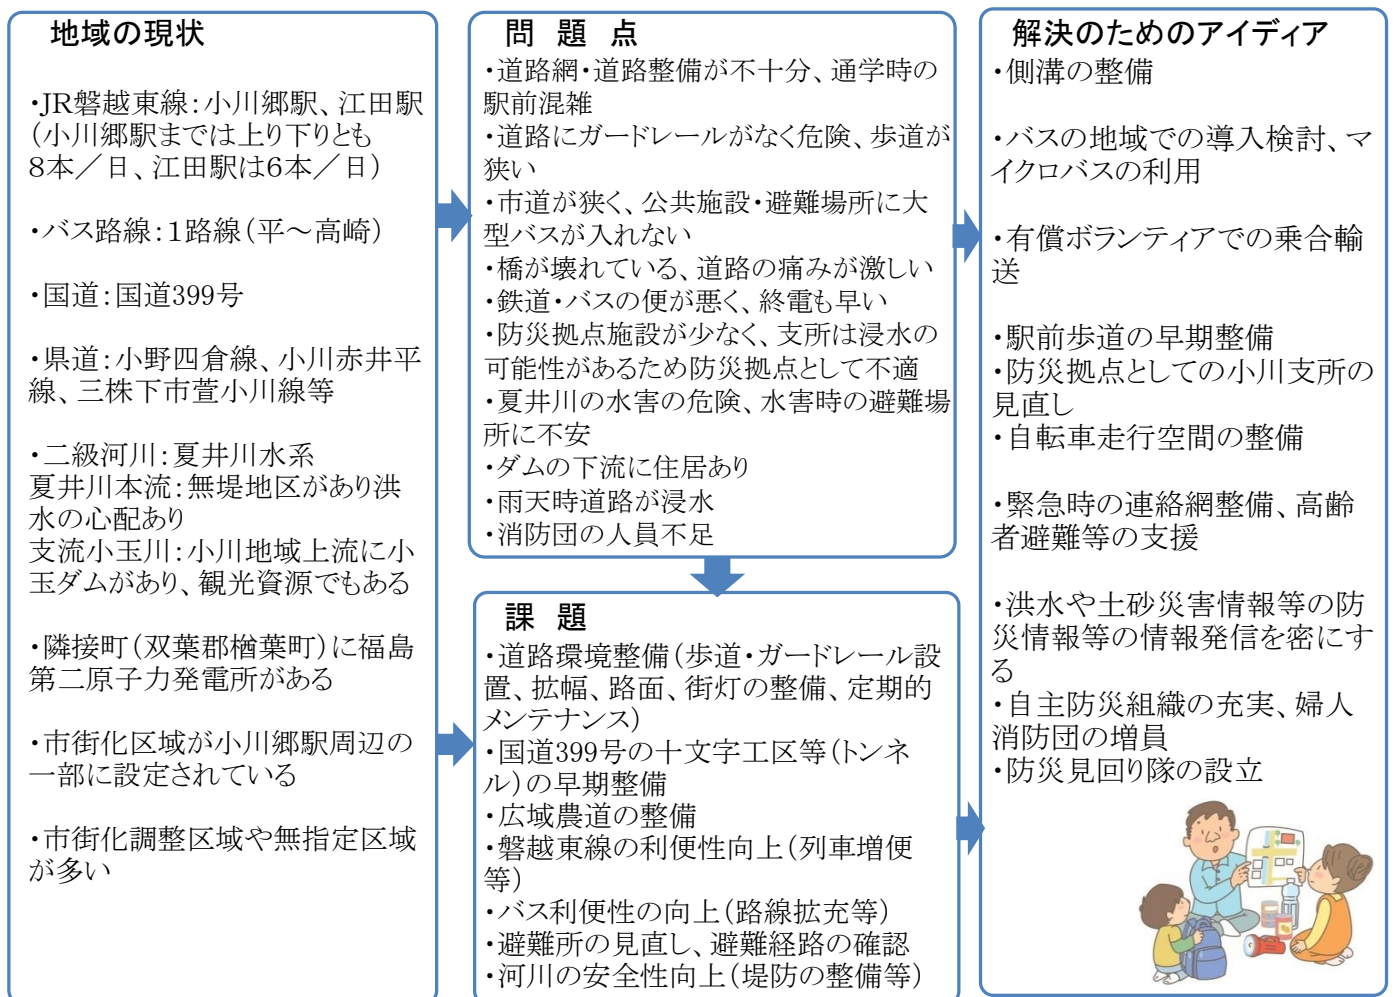 地域の現状
・JR磐越東線：小川郷駅、江田駅
（小川郷駅までは上り下りとも
８本／日、江田駅は６本／日）
・バス路線：１路線（平～高崎）
・国道：国道399号
・県道：小野四倉線、小川赤井平
線、三株下市萱小川線等
・二級河川：夏井川水系
夏井川本流：無堤地区があり洪
水の心配あり
支流小玉川：小川地域上流に小
玉ダムがあり、観光資源でもある
・隣接町（双葉郡楢葉町）に福島
第二原子力発電所がある
・市街化区域が小川郷駅周辺の
一部に設定されている
・市街化調整区域や無指定区域
が多い
問 題 点
・道路網・道路整備が不十分、通学時の
駅前混雑
・道路にガードレールがなく危険、歩道が
狭い
・市道が狭く、公共施設・避難場所に大
型バスが入れない
・橋が壊れている、道路の痛みが激しい
・鉄道・バスの便が悪く、終電も早い
・防災拠点施設が少なく、支所は浸水の
可能性があるため防災拠点として不適
・夏井川の水害の危険、水害時の避難場
所に不安
・ダムの下流に住居あり
・雨天時道路が浸水
・消防団の人員不足
課 題
・道路環境整備（歩道・ガードレール設
置、拡幅、路面、街灯の整備、定期的
メンテナンス）
・国道399号の十文字工区等（トンネ
ル）の早期整備
・広域農道の整備
・磐越東線の利便性向上（列車増便
等）
・バス利便性の向上（路線拡充等）
・避難所の見直し、避難経路の確認
・河川の安全性向上（堤防の整備等）
解決のためのアイディア
・側溝の整備
・バスの地域での導入検討、マ
イクロバスの利用
・有償ボランティアでの乗合輸
送
・駅前歩道の早期整備
・防災拠点としての小川支所の
見直し
・自転車走行空間の整備
・緊急時の連絡網整備、高齢
者避難等の支援
・洪水や土砂災害情報等の防
災情報等の情報発信を密にす
る
・自主防災組織の充実、婦人
消防団の増員
・防災見回り隊の設立